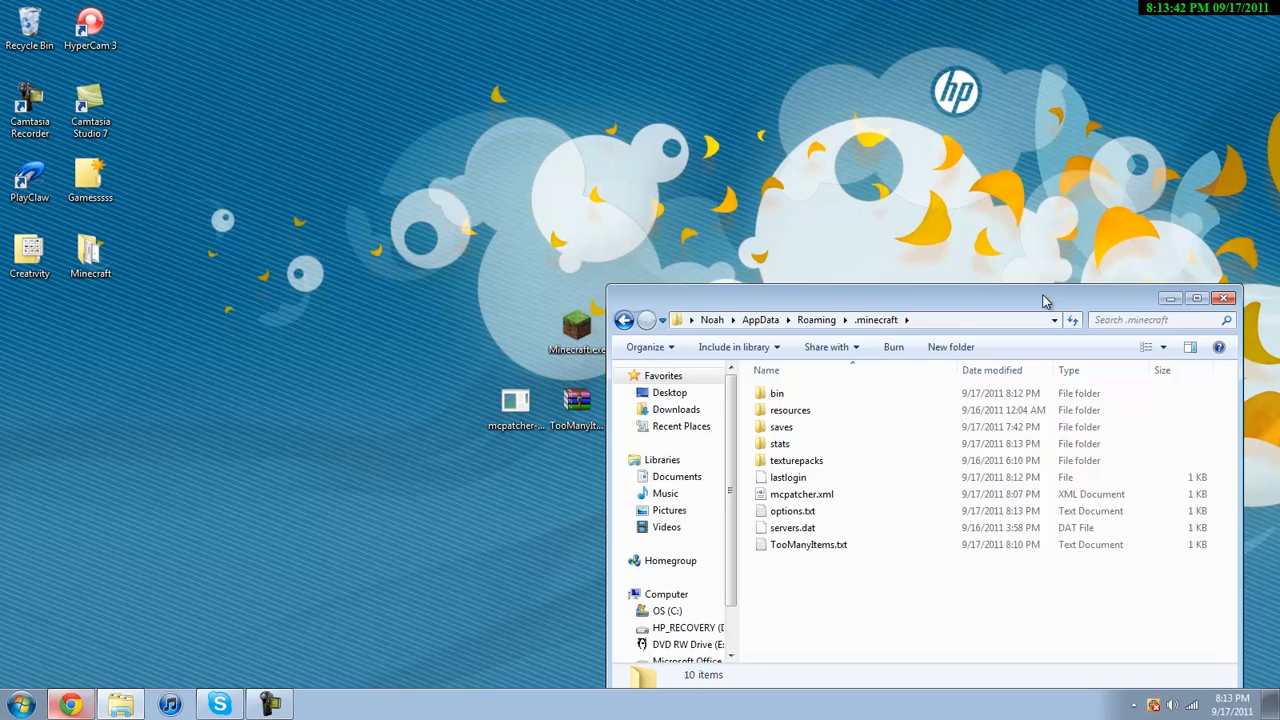 8:13:42 PM 09/17/2011
Recycle Bin
HyperCam 3
Camtasia Recorder
Camtasia Studio 7
PlayClaw
Gamesssss
Creativity
Minecraft
hp
Minecraft.exe
mcpatcher-...
TooManyIt...
Noah
AppData
Roaming
.minecraft
Search .minecraft
Organize
Include in library
Share with
Burn
New folder
Name
Date modified
Type
Size
Favorites
Desktop
Downloads
Recent Places
Libraries
Documents
Music
Pictures
Videos
Homegroup
Computer
OS (C:)
HP_RECOVERY (D
DVD RW Drive (E:
Microsoft Office
bin 9/17/2011 8:12 PM File folder
resources 9/16/2011 12:04 AM File folder
saves 9/17/2011 7:42 PM File folder
stats 9/17/2011 8:13 PM File folder
texturepacks 9/16/2011 6:10 PM File folder
lastlogin 9/17/2011 8:12 PM File 1 KB
mcpatcher.xml 9/17/2011 8:07 PM XML Document 1 KB
options.txt 9/17/2011 8:13 PM Text Document 1 KB
servers.dat 9/16/2011 3:58 PM DAT File 1 KB
TooManyItems.txt 9/17/2011 8:10 PM Text Document 1 KB
10 items
8:13 PM
9/17/2011